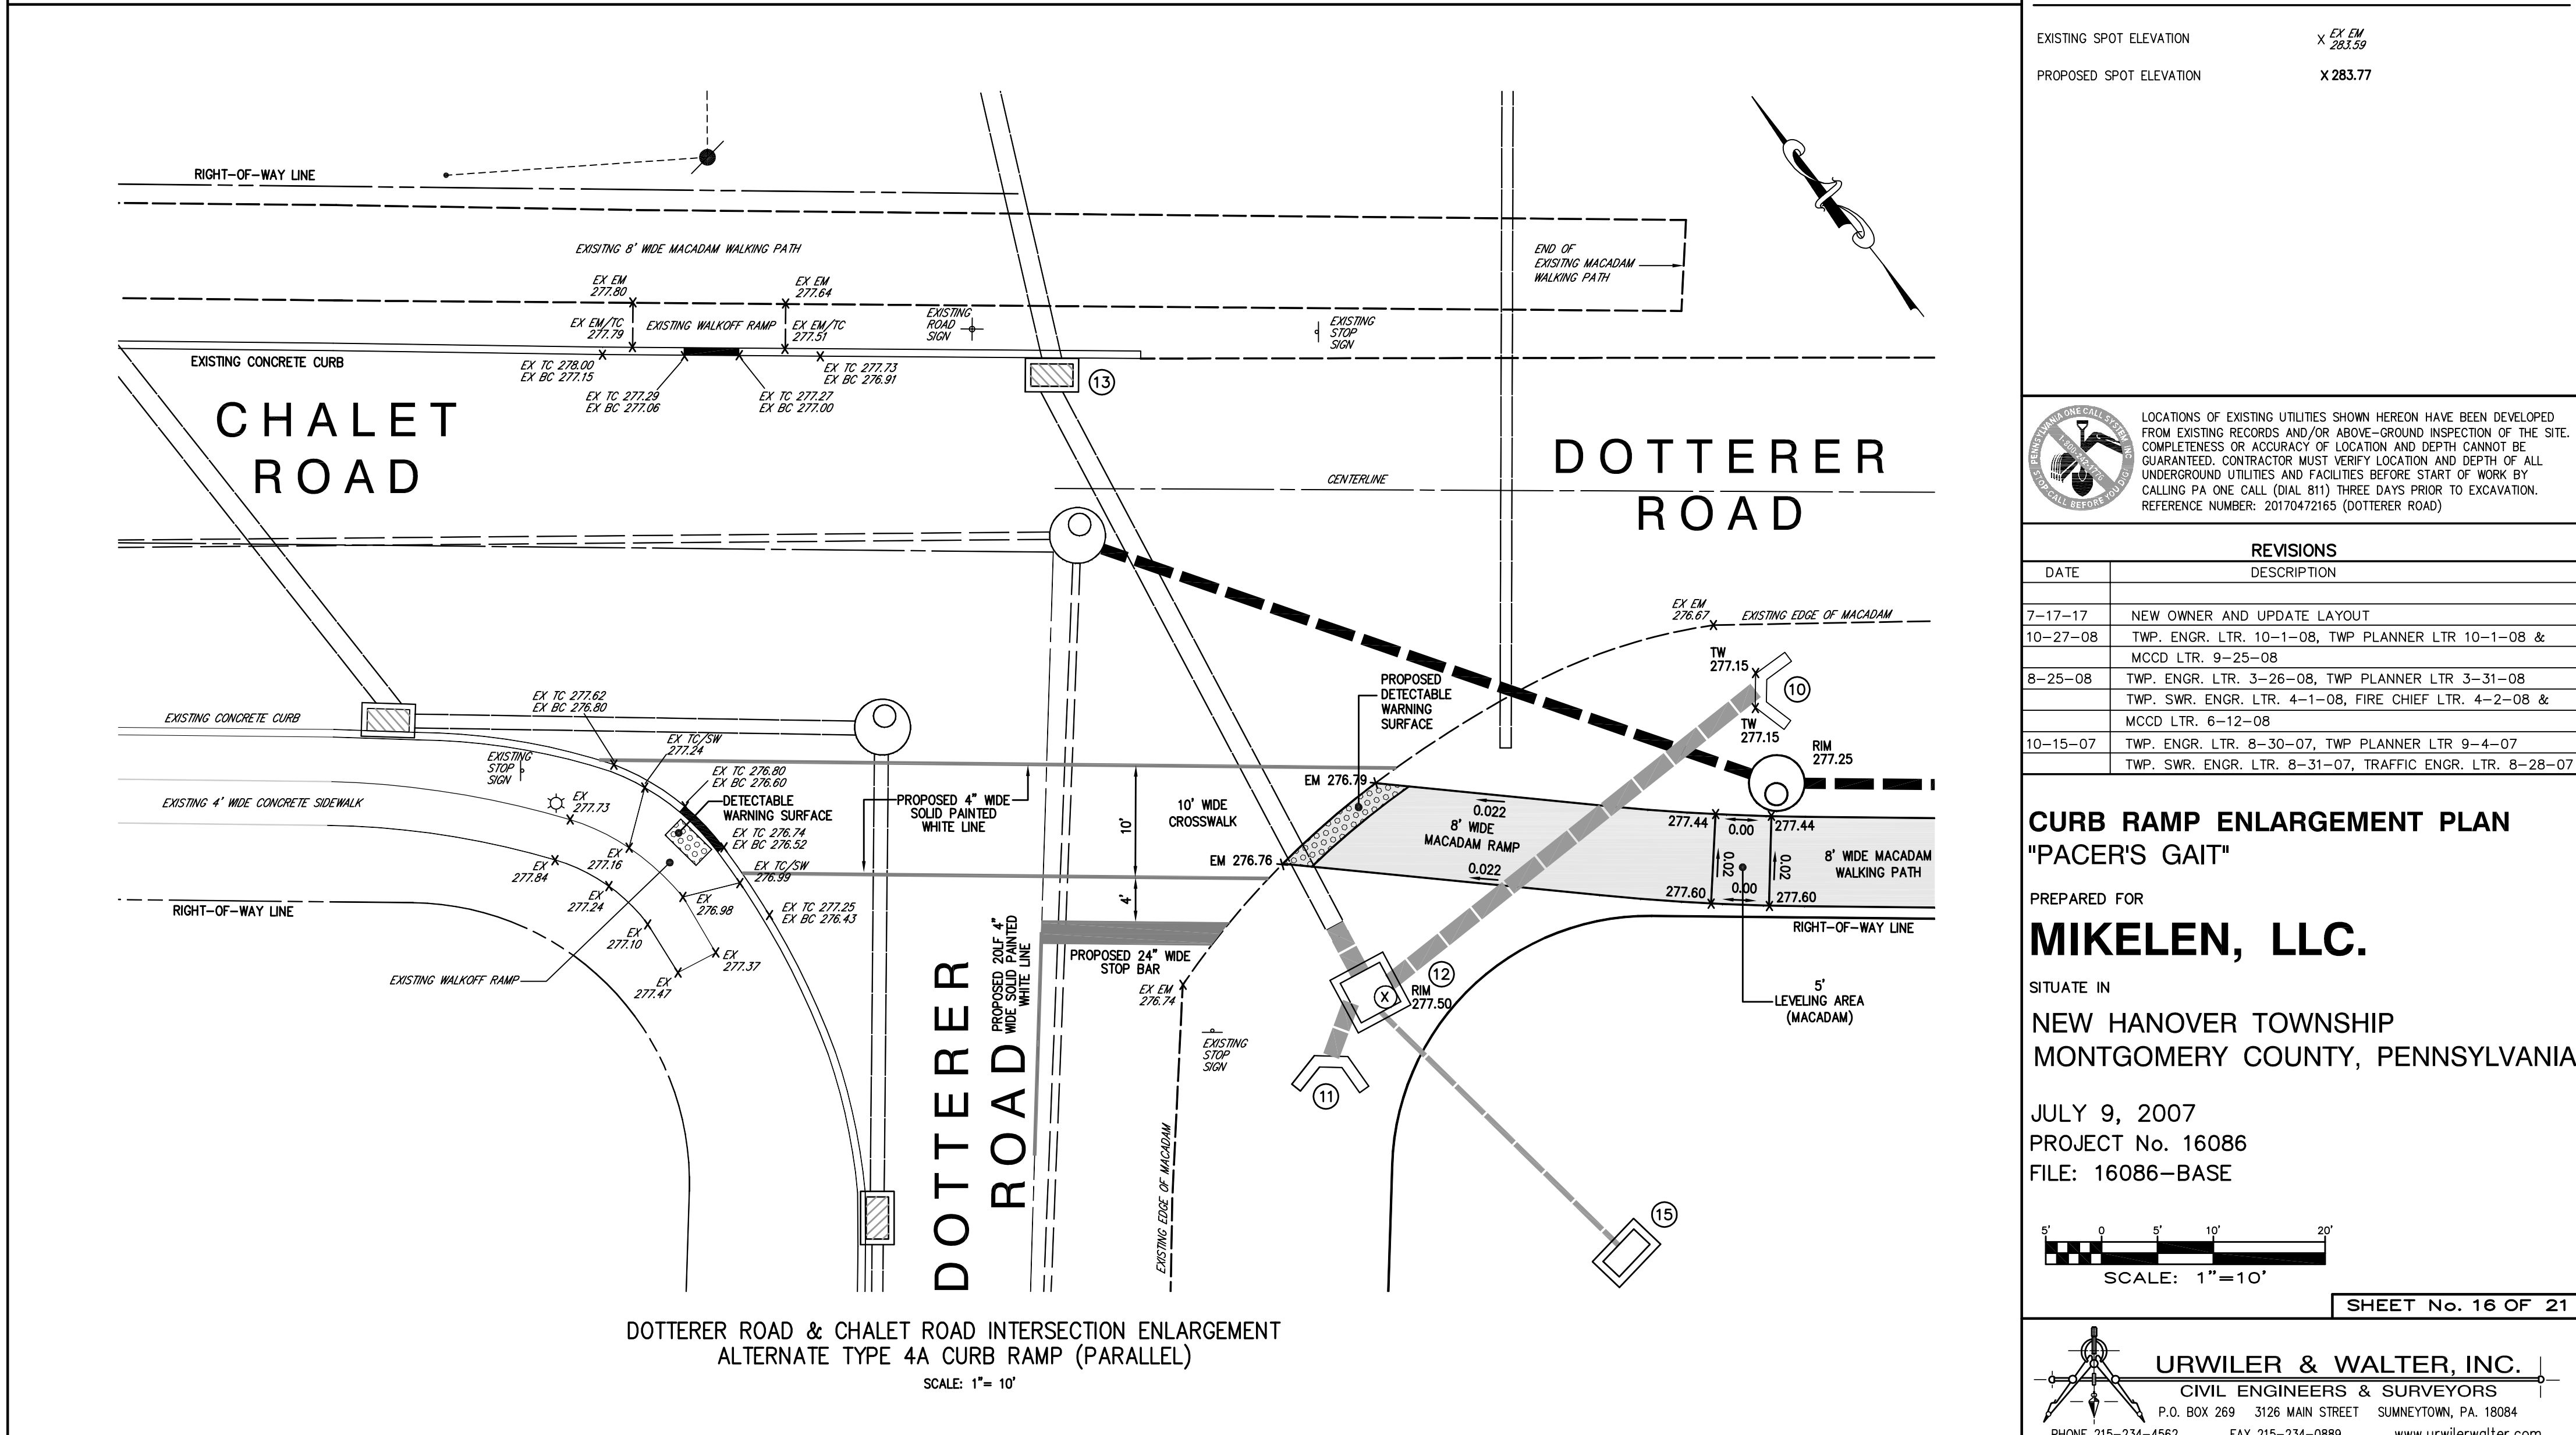 EXISTING SPOT ELEVATION
X EX EM
283.59
PROPOSED SPOT ELEVATION
X 283.77
RIGHT-OF-WAY LINE
EXISITNG 8' WIDE MACADAM WALKING PATH
END OF
EXISITNG MACADAM
WALKING PATH
EX EM
277.80
EX EM
277.64
EX EM/TC
277.79
EXISTING WALKOFF RAMP
EX EM/TC
277.51
EXISTING
ROAD
SIGN
EXISTING
STOP
SIGN
EXISTING CONCRETE CURB
EX TC 278.00
EX BC 277.15
EX TC 277.73
EX BC 276.91
EX TC 277.29
EX BC 277.06
EX TC 277.27
EX BC 277.00
13
CHALET
ROAD
DOTTERER
ROAD
CENTERLINE
EX EM
276.67
EXISTING EDGE OF MACADAM
TW
277.15
10
TW
277.15
RIM
277.25
PROPOSED
DETECTABLE
WARNING
SURFACE
EX TC 277.62
EX BC 276.80
EXISTING CONCRETE CURB
EX TC/SW
277.24
EXISTING
STOP
SIGN
EX TC 276.80
EX BC 276.60
DETECTABLE
WARNING SURFACE
EXISTING 4' WIDE CONCRETE SIDEWALK
EX
277.73
PROPOSED 4" WIDE
SOLID PAINTED
WHITE LINE
10'
10' WIDE
CROSSWALK
EM 276.79
EM 276.76
0.022
8' WIDE
MACADAM RAMP
0.022
277.44
0.00
277.44
0.02
0.02
277.60
0.00
277.60
8' WIDE MACADAM
WALKING PATH
EX TC 276.74
EX BC 276.52
EX
277.16
EX
277.84
EX TC/SW
276.99
EX
277.24
EX
276.98
EX TC 277.25
EX BC 276.43
4'
RIGHT-OF-WAY LINE
RIGHT-OF-WAY LINE
EX
277.10
EX
277.37
EX
277.47
EXISTING WALKOFF RAMP
PROPOSED 20LF 4"
WIDE SOLID PAINTED
WHITE LINE
PROPOSED 24" WIDE
STOP BAR
EX EM
276.74
EXISTING
STOP
SIGN
12
X
RIM
277.50
5'
LEVELING AREA
(MACADAM)
11
15
DOTTERER
ROAD
EXISTING EDGE OF MACADAM
DOTTERER ROAD & CHALET ROAD INTERSECTION ENLARGEMENT
ALTERNATE TYPE 4A CURB RAMP (PARALLEL)
SCALE: 1"= 10'
PENNSYLVANIA ONE CALL SYSTEM, INC.
STOP-CALL BEFORE YOU DIG!
LOCATIONS OF EXISTING UTILITIES SHOWN HEREON HAVE BEEN DEVELOPED
FROM EXISTING RECORDS AND/OR ABOVE-GROUND INSPECTION OF THE SITE.
COMPLETENESS OR ACCURACY OF LOCATION AND DEPTH CANNOT BE
GUARANTEED. CONTRACTOR MUST VERIFY LOCATION AND DEPTH OF ALL
UNDERGROUND UTILITIES AND FACILITIES BEFORE START OF WORK BY
CALLING PA ONE CALL (DIAL 811) THREE DAYS PRIOR TO EXCAVATION.
REFERENCE NUMBER: 20170472165 (DOTTERER ROAD)
REVISIONS
DATE DESCRIPTION
7-17-17 NEW OWNER AND UPDATE LAYOUT
10-27-08 TWP. ENGR. LTR. 10-1-08, TWP PLANNER LTR 10-1-08 &
MCCD LTR. 9-25-08
8-25-08 TWP. ENGR. LTR. 3-26-08, TWP PLANNER LTR 3-31-08
TWP. SWR. ENGR. LTR. 4-1-08, FIRE CHIEF LTR. 4-2-08 &
MCCD LTR. 6-12-08
10-15-07 TWP. ENGR. LTR. 8-30-07, TWP PLANNER LTR 9-4-07
TWP. SWR. ENGR. LTR. 8-31-07, TRAFFIC ENGR. LTR. 8-28-07
CURB RAMP ENLARGEMENT PLAN
"PACER'S GAIT"
PREPARED FOR
MIKELEN, LLC.
SITUATE IN
NEW HANOVER TOWNSHIP
MONTGOMERY COUNTY, PENNSYLVANIA
JULY 9, 2007
PROJECT No. 16086
FILE: 16086-BASE
5' 0 5' 10' 20'
SCALE: 1"=10'
SHEET No. 16 OF 21
URWILER & WALTER, INC.
CIVIL ENGINEERS & SURVEYORS
P.O. BOX 269 3126 MAIN STREET SUMNEYTOWN, PA. 18084
PHONE 215-234-4562 FAX 215-234-0889 www.urwilerwalter.com